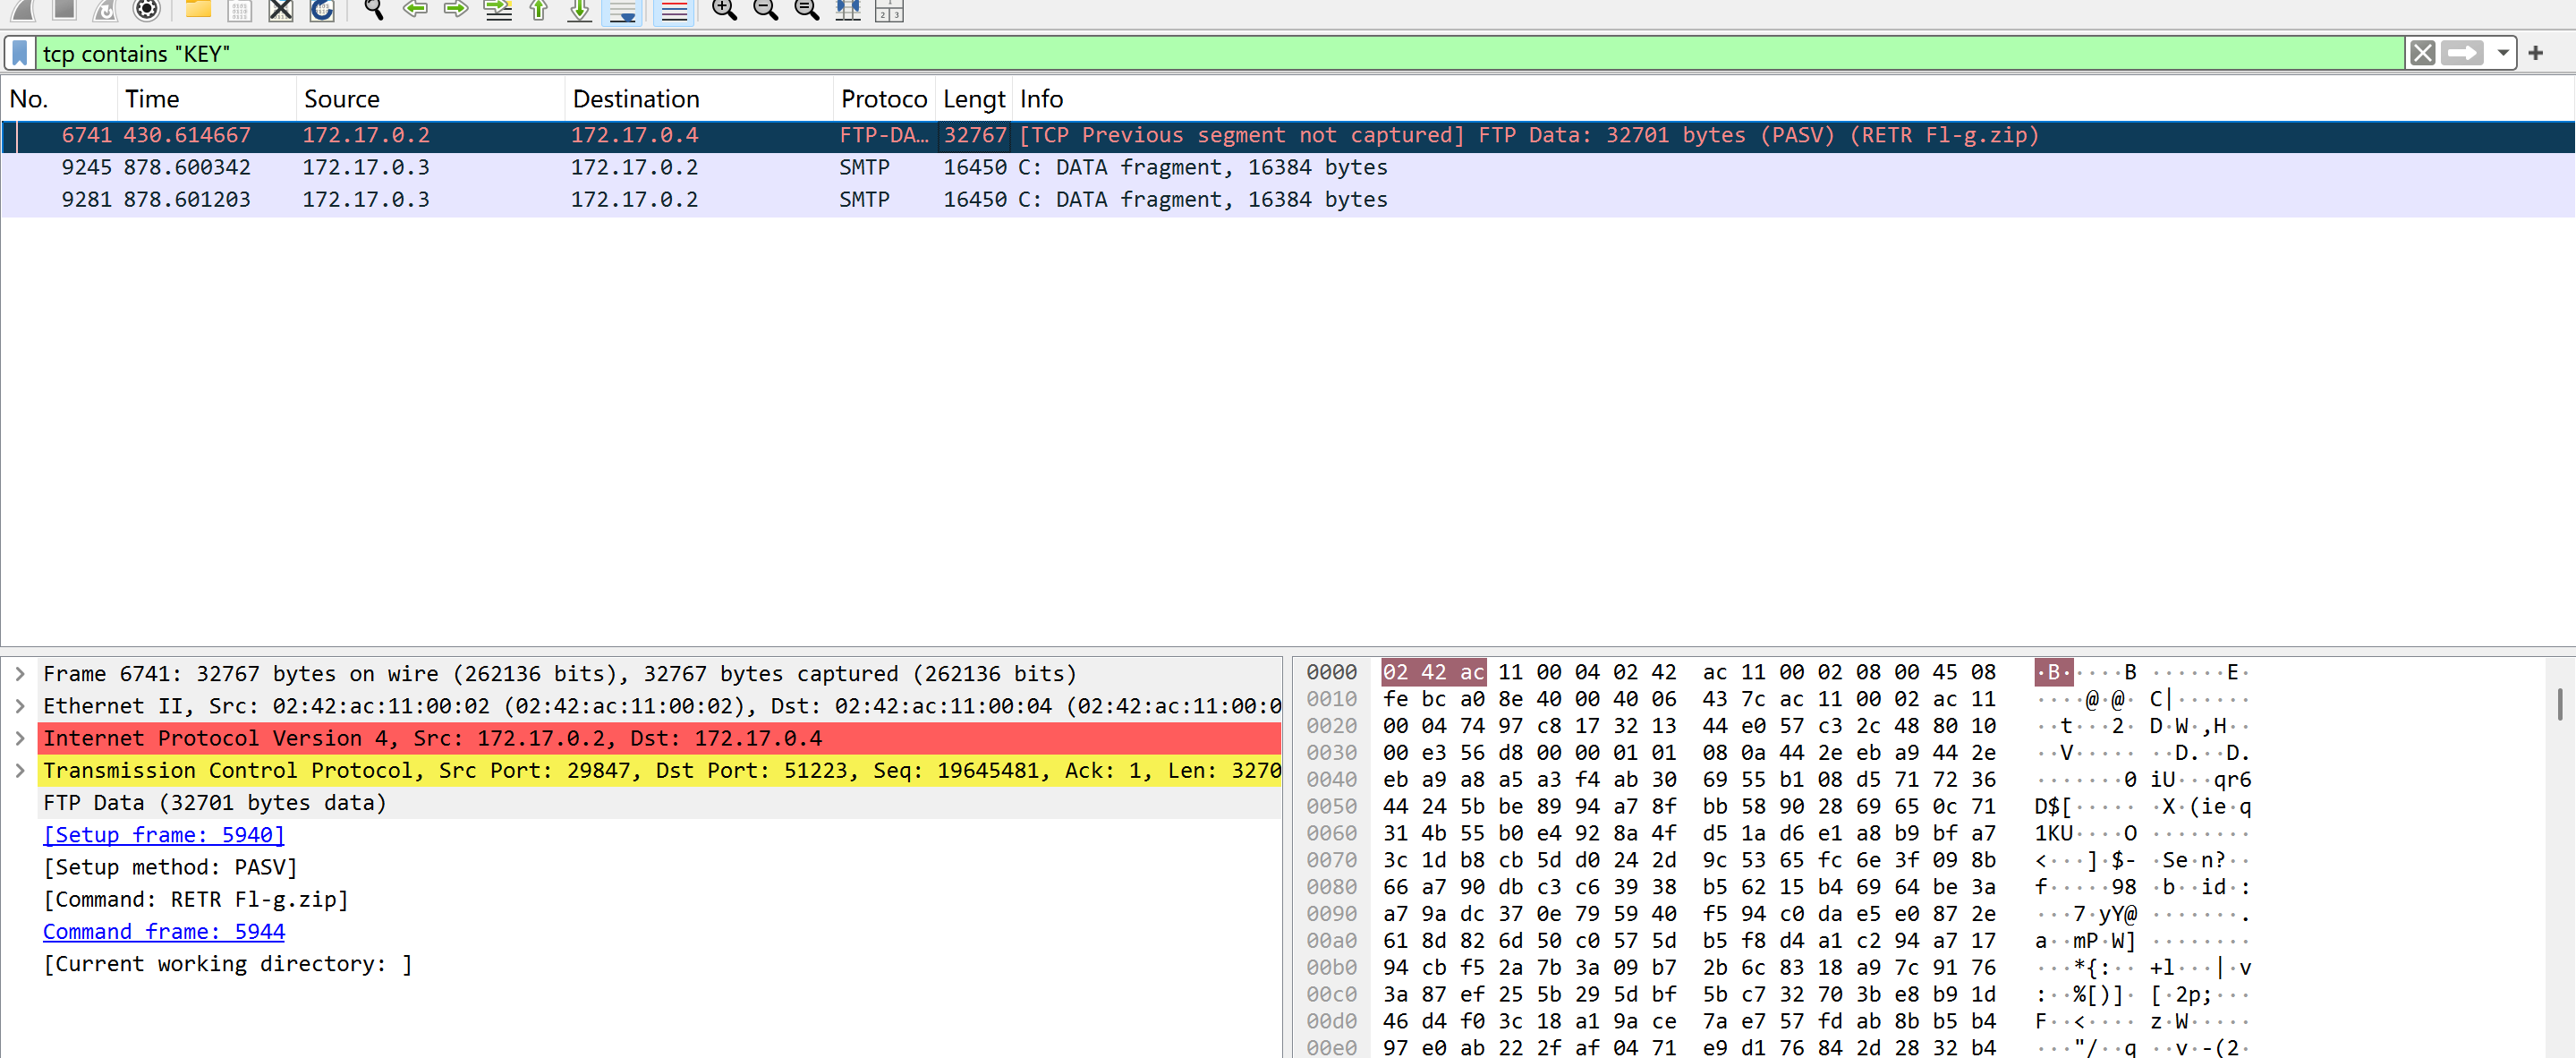 tcp contains "KEY"
No. Time Source Destination Protoco Lengt Info
6741 430.614667 172.17.0.2 172.17.0.4 FTP-DA… 32767 [TCP Previous segment not captured] FTP Data: 32701 bytes (PASV) (RETR Fl-g.zip)
9245 878.600342 172.17.0.3 172.17.0.2 SMTP 16450 C: DATA fragment, 16384 bytes
9281 878.601203 172.17.0.3 172.17.0.2 SMTP 16450 C: DATA fragment, 16384 bytes
Frame 6741: 32767 bytes on wire (262136 bits), 32767 bytes captured (262136 bits)
Ethernet II, Src: 02:42:ac:11:00:02 (02:42:ac:11:00:02), Dst: 02:42:ac:11:00:04 (02:42:ac:11:00:0
Internet Protocol Version 4, Src: 172.17.0.2, Dst: 172.17.0.4
Transmission Control Protocol, Src Port: 29847, Dst Port: 51223, Seq: 19645481, Ack: 1, Len: 3270
FTP Data (32701 bytes data)
[Setup frame: 5940]
[Setup method: PASV]
[Command: RETR Fl-g.zip]
Command frame: 5944
[Current working directory: ]
0000 02 42 ac 11 00 04 02 42 ac 11 00 02 08 00 45 08 ·B····B ······E·
0010 fe bc a0 8e 40 00 40 06 43 7c ac 11 00 02 ac 11 ····@·@· C|······
0020 00 04 74 97 c8 17 32 13 44 e0 57 c3 2c 48 80 10 ··t···2· D·W·,H··
0030 00 e3 56 d8 00 00 01 01 08 0a 44 2e eb a9 44 2e ··V····· ··D.··D.
0040 eb a9 a8 a5 a3 f4 ab 30 69 55 b1 08 d5 71 72 36 ·······0 iU···qr6
0050 44 24 5b be 89 94 a7 8f bb 58 90 28 69 65 0c 71 D$[····· ·X·(ie·q
0060 31 4b 55 b0 e4 92 8a 4f d5 1a d6 e1 a8 b9 bf a7 1KU····O ········
0070 3c 1d b8 cb 5d d0 24 2d 9c 53 65 fc 6e 3f 09 8b <···]·$- ·Se·n?··
0080 66 a7 90 db c3 c6 39 38 b5 62 15 b4 69 64 be 3a f·····98 ·b··id·:
0090 a7 9a dc 37 0e 79 59 40 f5 94 c0 da e5 e0 87 2e ···7·yY@ ·······.
00a0 61 8d 82 6d 50 c0 57 5d b5 f8 d4 a1 c2 94 a7 17 a··mP·W] ········
00b0 94 cb f5 2a 7b 3a 09 b7 2b 6c 83 18 a9 7c 91 76 ···*{:·· +l···|·v
00c0 3a 87 ef 25 5b 29 5d bf 5b c7 32 70 3b e8 b9 1d :··%[)]· [·2p;···
00d0 46 d4 f0 3c 18 a1 9a ce 7a e7 57 fd ab 8b b5 b4 F··<···· z·W·····
00e0 97 e0 ab 22 2f af 04 71 e9 d1 76 84 2d 28 32 b4 ···"/··q ··v·-(2·